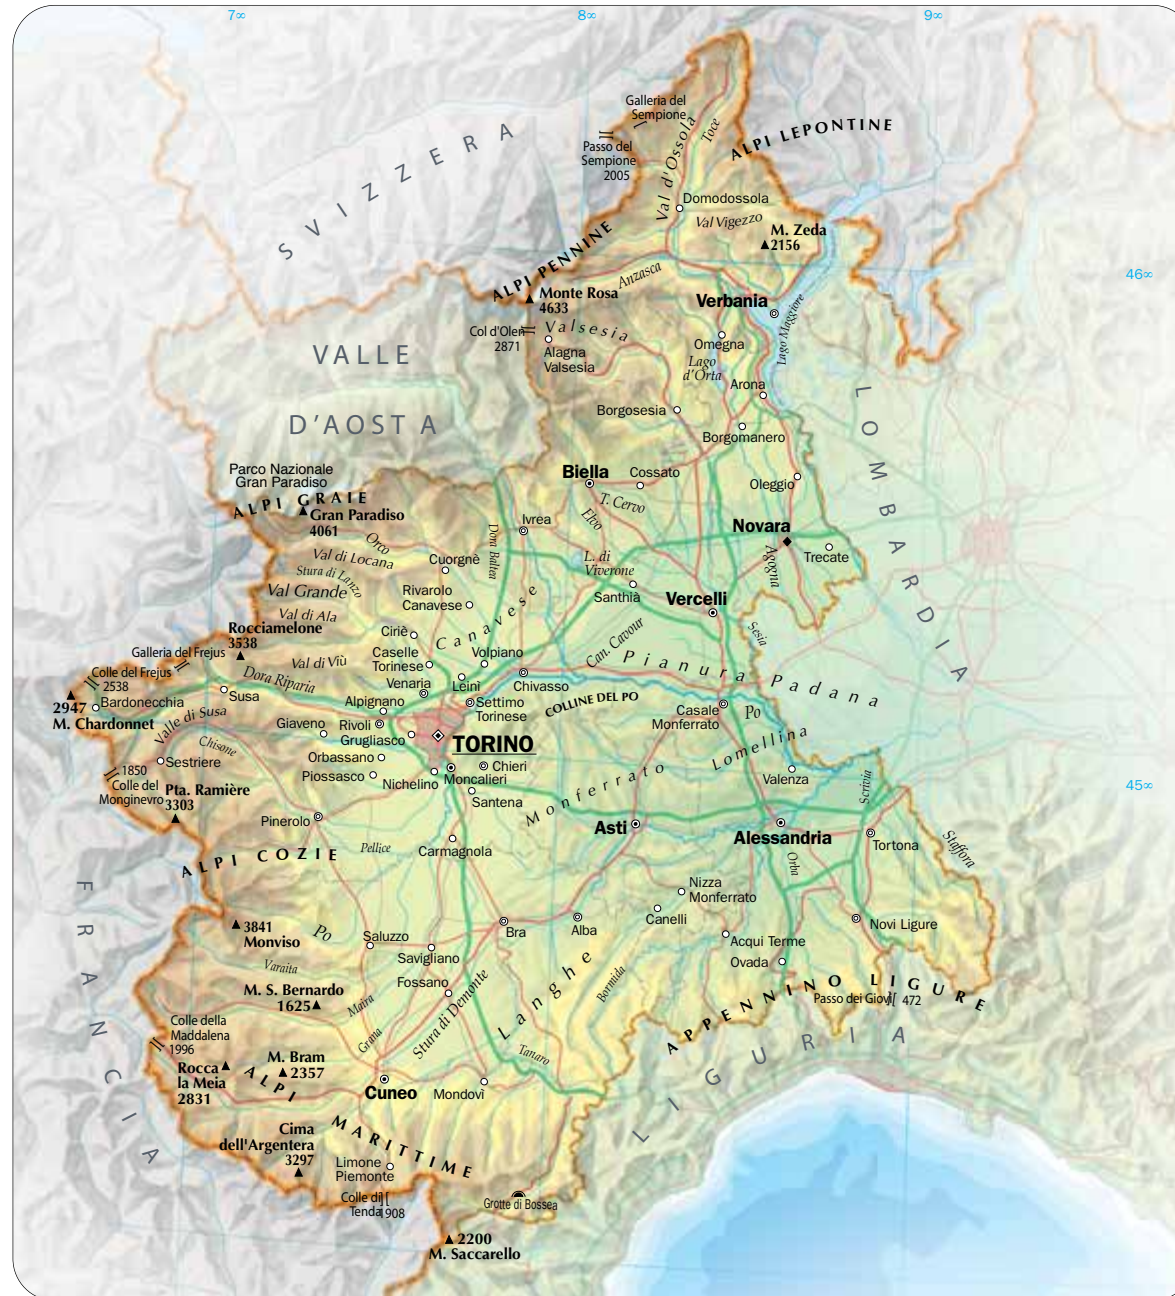 7∞
8∞
9∞
Galleria del
Sempione
Passo del
Sempione
2005
Val d'Ossola
Toce
ALPI LEPONTINE
SVIZZERA
Domodossola
Val Vigezzo
M. Zeda
2156
ALPI PENNINE
Anzasca
46∞
Monte Rosa
4633
Verbania
Lago Maggiore
Col d'Olen
2871
Valsesia
Alagna
Valsesia
Omegna
Lago
d'Orta
VALLE
D'AOSTA
Arona
LOMBARDIA
Borgosesia
Borgomanero
Parco Nazionale
Gran Paradiso
Biella
Cossato
Oleggio
ALPI GRAIE
Gran Paradiso
4061
T. Cervo
Elvo
Ivrea
Dora Baltea
Novara
Trecate
Agogna
Orco
Val di Locana
Cuorgnè
L. di
Viverone
Stura di Lanzo
Val Grande
Rivarolo
Canavese
Santhià
Vercelli
Val di Ala
Canavese
Rocciamelone
3538
Ciriè
Can. Cavour
Sesia
Galleria del Frejus
Val di Viù
Caselle
Torinese
Volpiano
Pianura Padana
Colle del Frejus
2538
Bardonecchia
Dora Riparia
Susa
Venaria
Leinì
Chivasso
2947
M. Chardonnet
Alpignano
Settimo
Torinese
COLLINE DEL PO
Casale
Monferrato
Po
Valle di Susa
Giaveno
Rivoli
Grugliasco
TORINO
Lomellina
Chisone
Sestriere
1850
Colle del
Monginevro
Orbassano
Piossasco
Nichelino
Moncalieri
Chieri
Santena
Monferrato
Valenza
Scrivia
45∞
Pta. Ramière
3303
Pinerolo
Asti
Alessandria
Tortona
Staffora
ALPI COZIE
Pellice
Carmagnola
Orba
FRANCIA
Nizza
Monferrato
Canelli
3841
Monviso
Po
Saluzzo
Savigliano
Bra
Alba
Acqui Terme
Novi Ligure
Ovada
Varaita
Fossano
M. S. Bernardo
1625
Maira
Stura di Demonte
Langhe
Bormida
APPENNINO LIGURE
Passo dei Giovi
472
Colle della
Maddalena
1996
Grana
LIGURIA
Rocca
la Meia
2831
M. Bram
2357
Tanaro
Cuneo
Mondovì
ALPI MARITTIME
Cima
dell'Argentera
3297
Limone
Piemonte
Colle di
Tenda
1908
Grotte di Bossea
2200
M. Saccarello